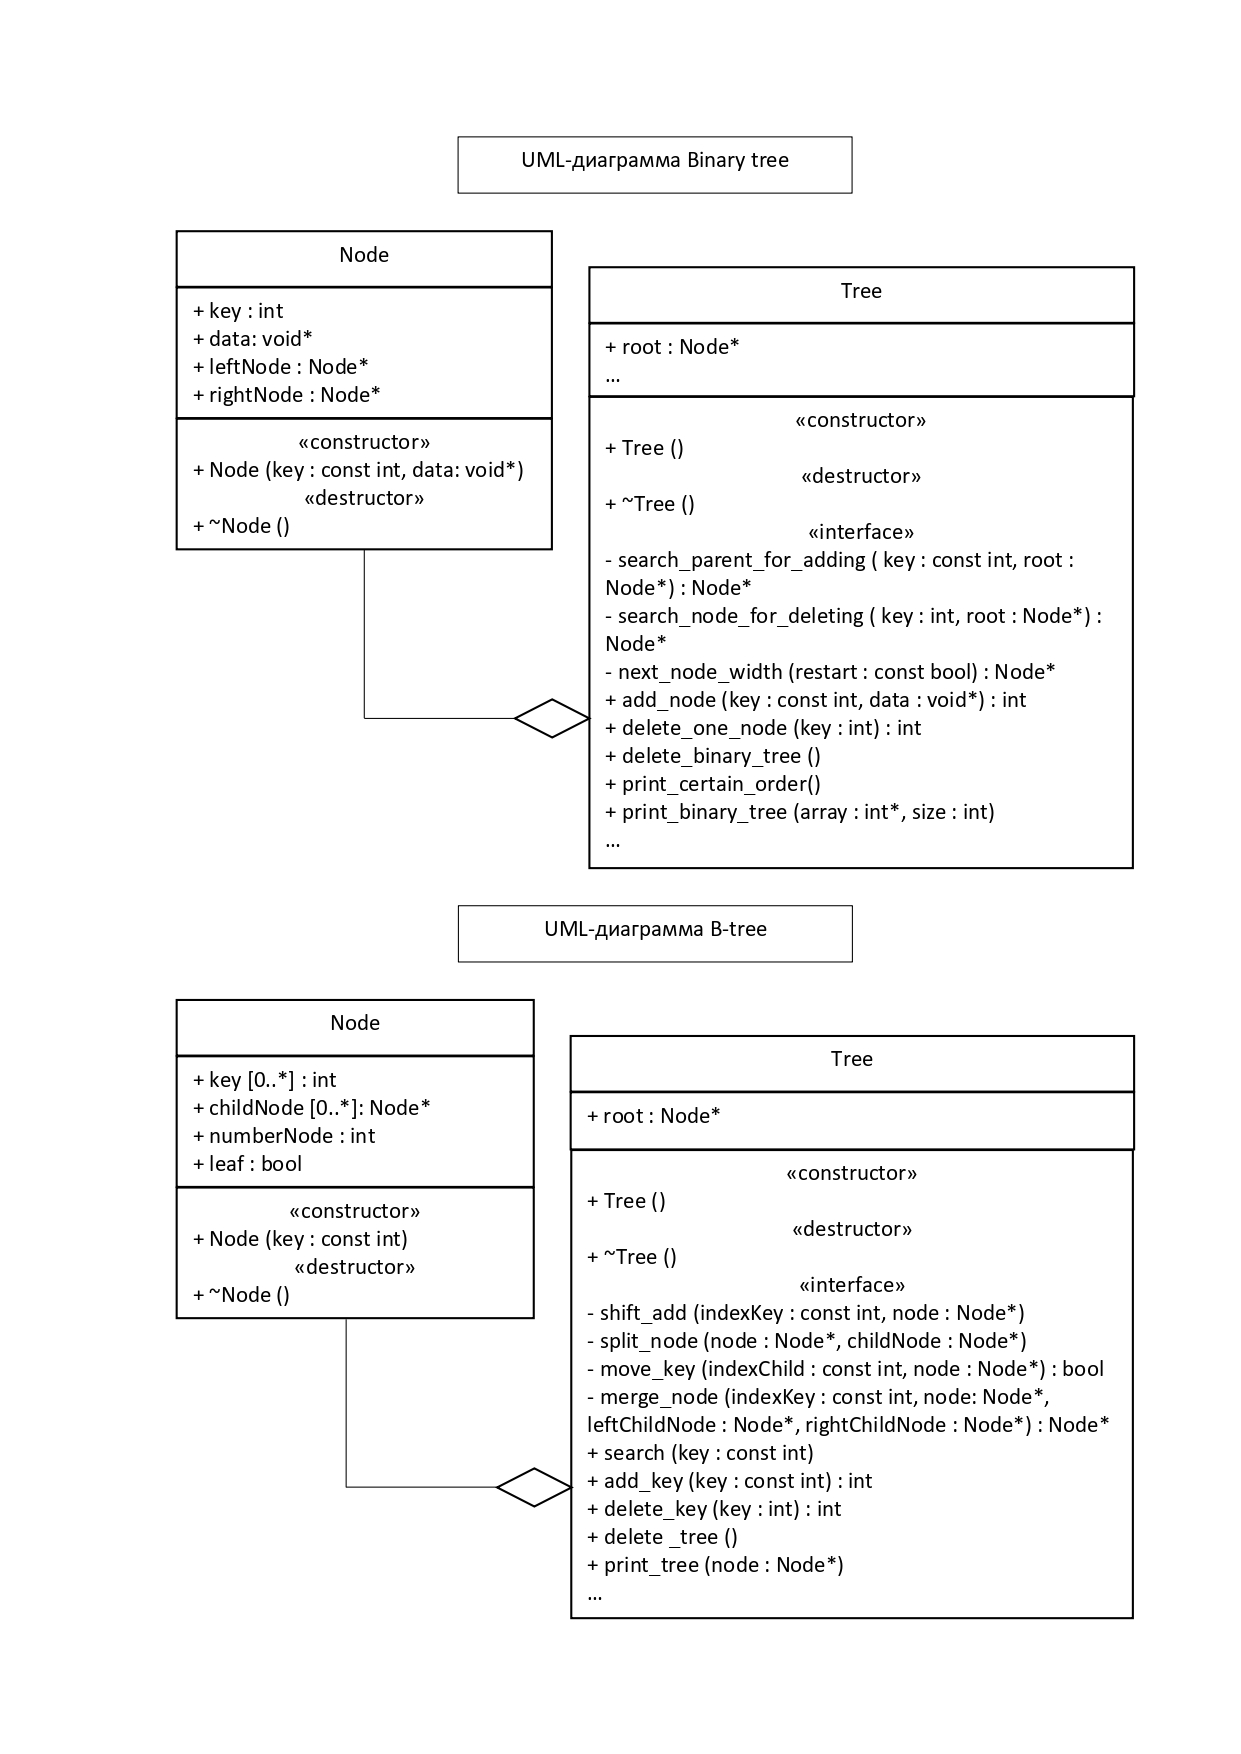 UML-диаграмма Binary tree
Node
+ key : int
+ data: void*
+ leftNode : Node*
+ rightNode : Node*
«constructor»
+ Node (key : const int, data: void*)
«destructor»
+ ~Node ()
Tree
+ root : Node*
...
«constructor»
+ Tree ()
«destructor»
+ ~Tree ()
«interface»
- search_parent_for_adding ( key : const int, root :
Node*) : Node*
- search_node_for_deleting ( key : int, root : Node*) :
Node*
- next_node_width (restart : const bool) : Node*
+ add_node (key : const int, data : void*) : int
+ delete_one_node (key : int) : int
+ delete_binary_tree ()
+ print_certain_order()
+ print_binary_tree (array : int*, size : int)
...
UML-диаграмма B-tree
Node
+ key [0..*] : int
+ childNode [0..*]: Node*
+ numberNode : int
+ leaf : bool
«constructor»
+ Node (key : const int)
«destructor»
+ ~Node ()
Tree
+ root : Node*
«constructor»
+ Tree ()
«destructor»
+ ~Tree ()
«interface»
- shift_add (indexKey : const int, node : Node*)
- split_node (node : Node*, childNode : Node*)
- move_key (indexChild : const int, node : Node*) : bool
- merge_node (indexKey : const int, node: Node*,
leftChildNode : Node*, rightChildNode : Node*) : Node*
+ search (key : const int)
+ add_key (key : const int) : int
+ delete_key (key : int) : int
+ delete _tree ()
+ print_tree (node : Node*)
...